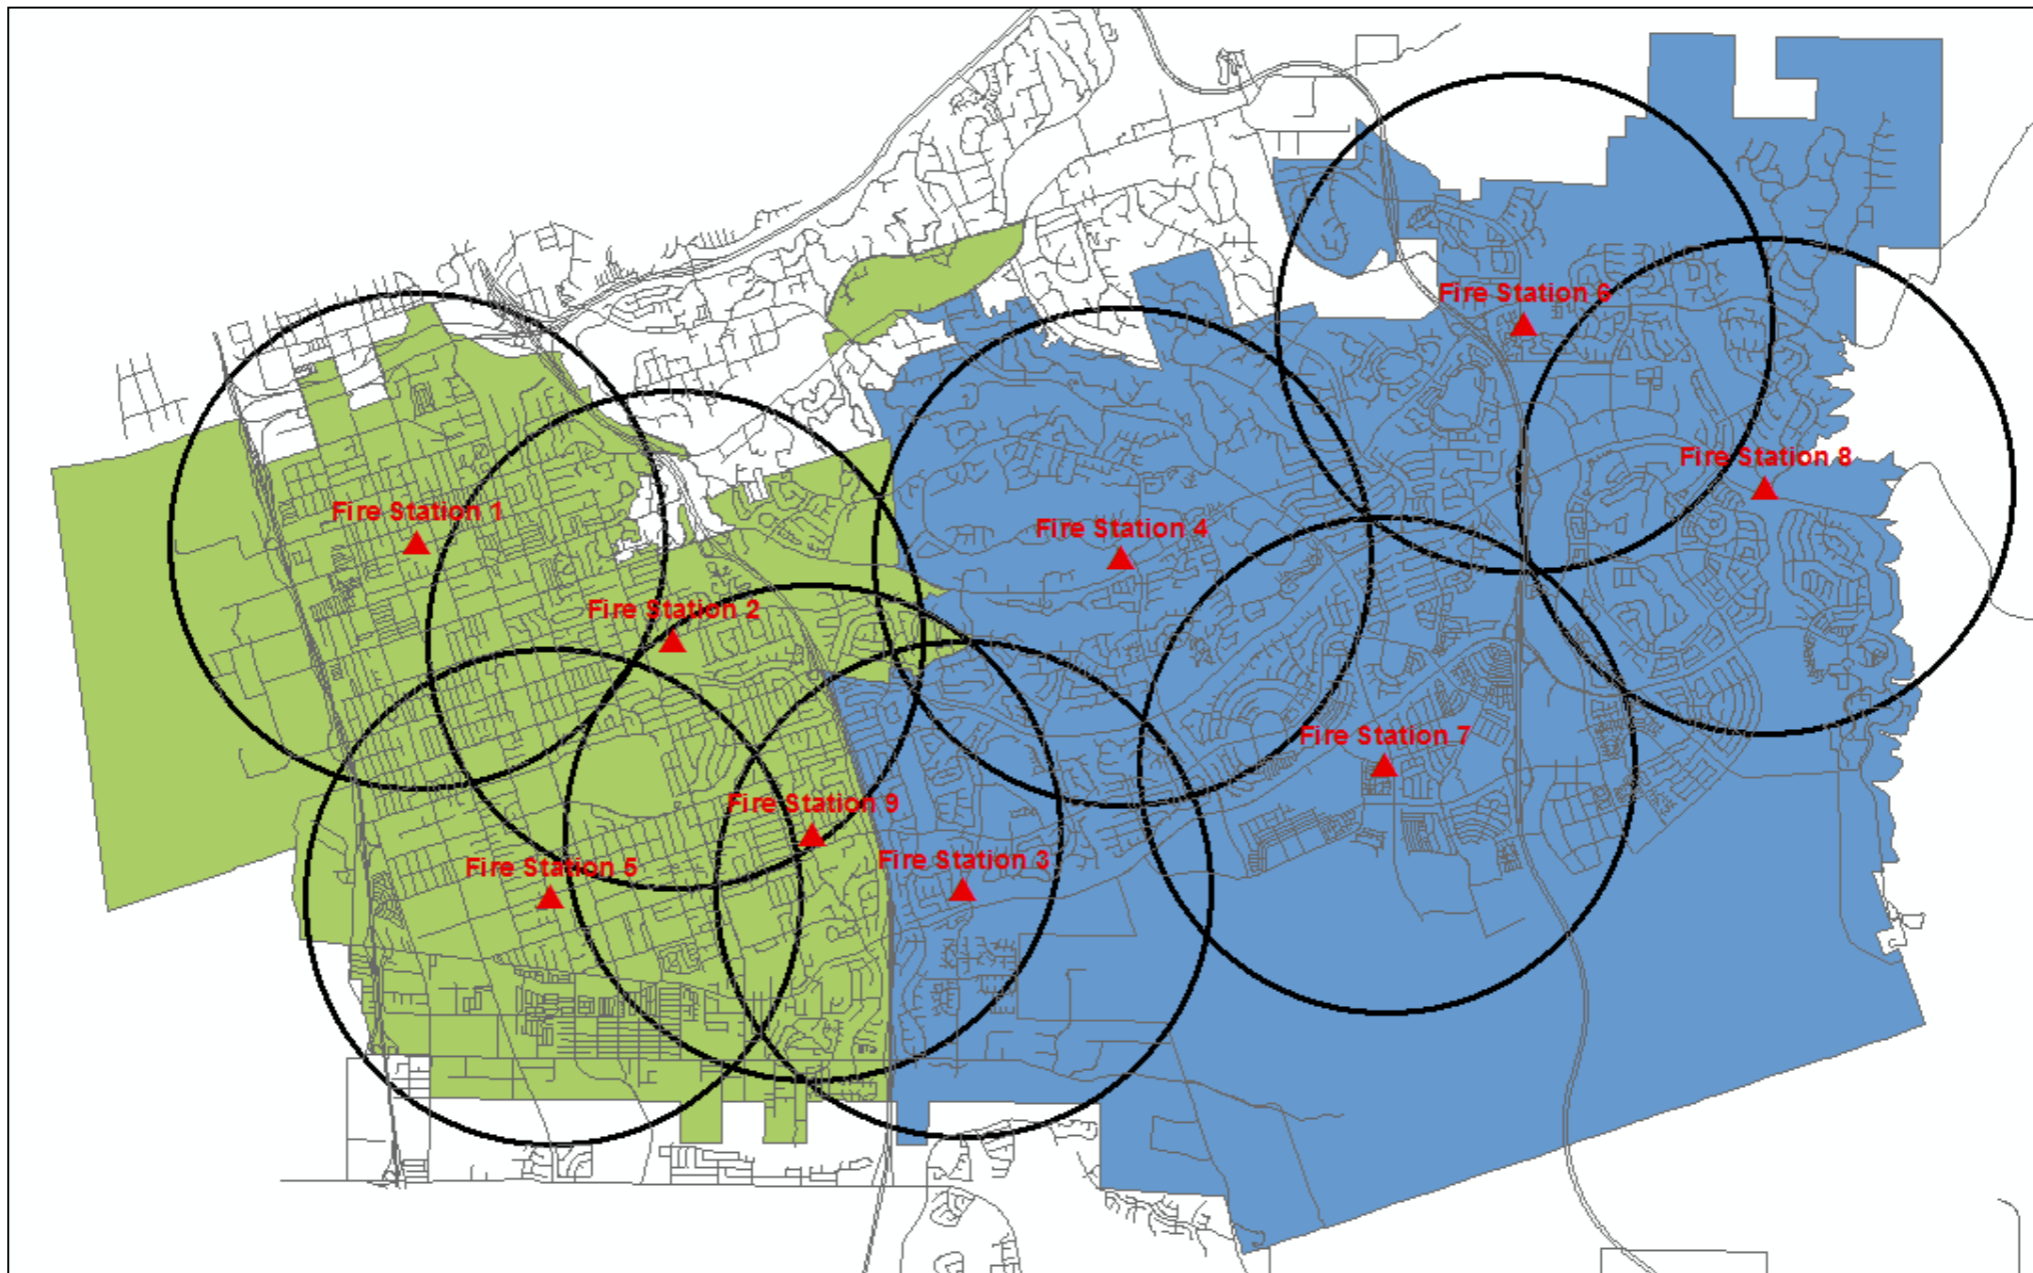 Fire Station 6
Fire Station 8
Fire Station 1
Fire Station 4
Fire Station 2
Fire Station 7
Fire Station 9
Fire Station 3
Fire Station 5